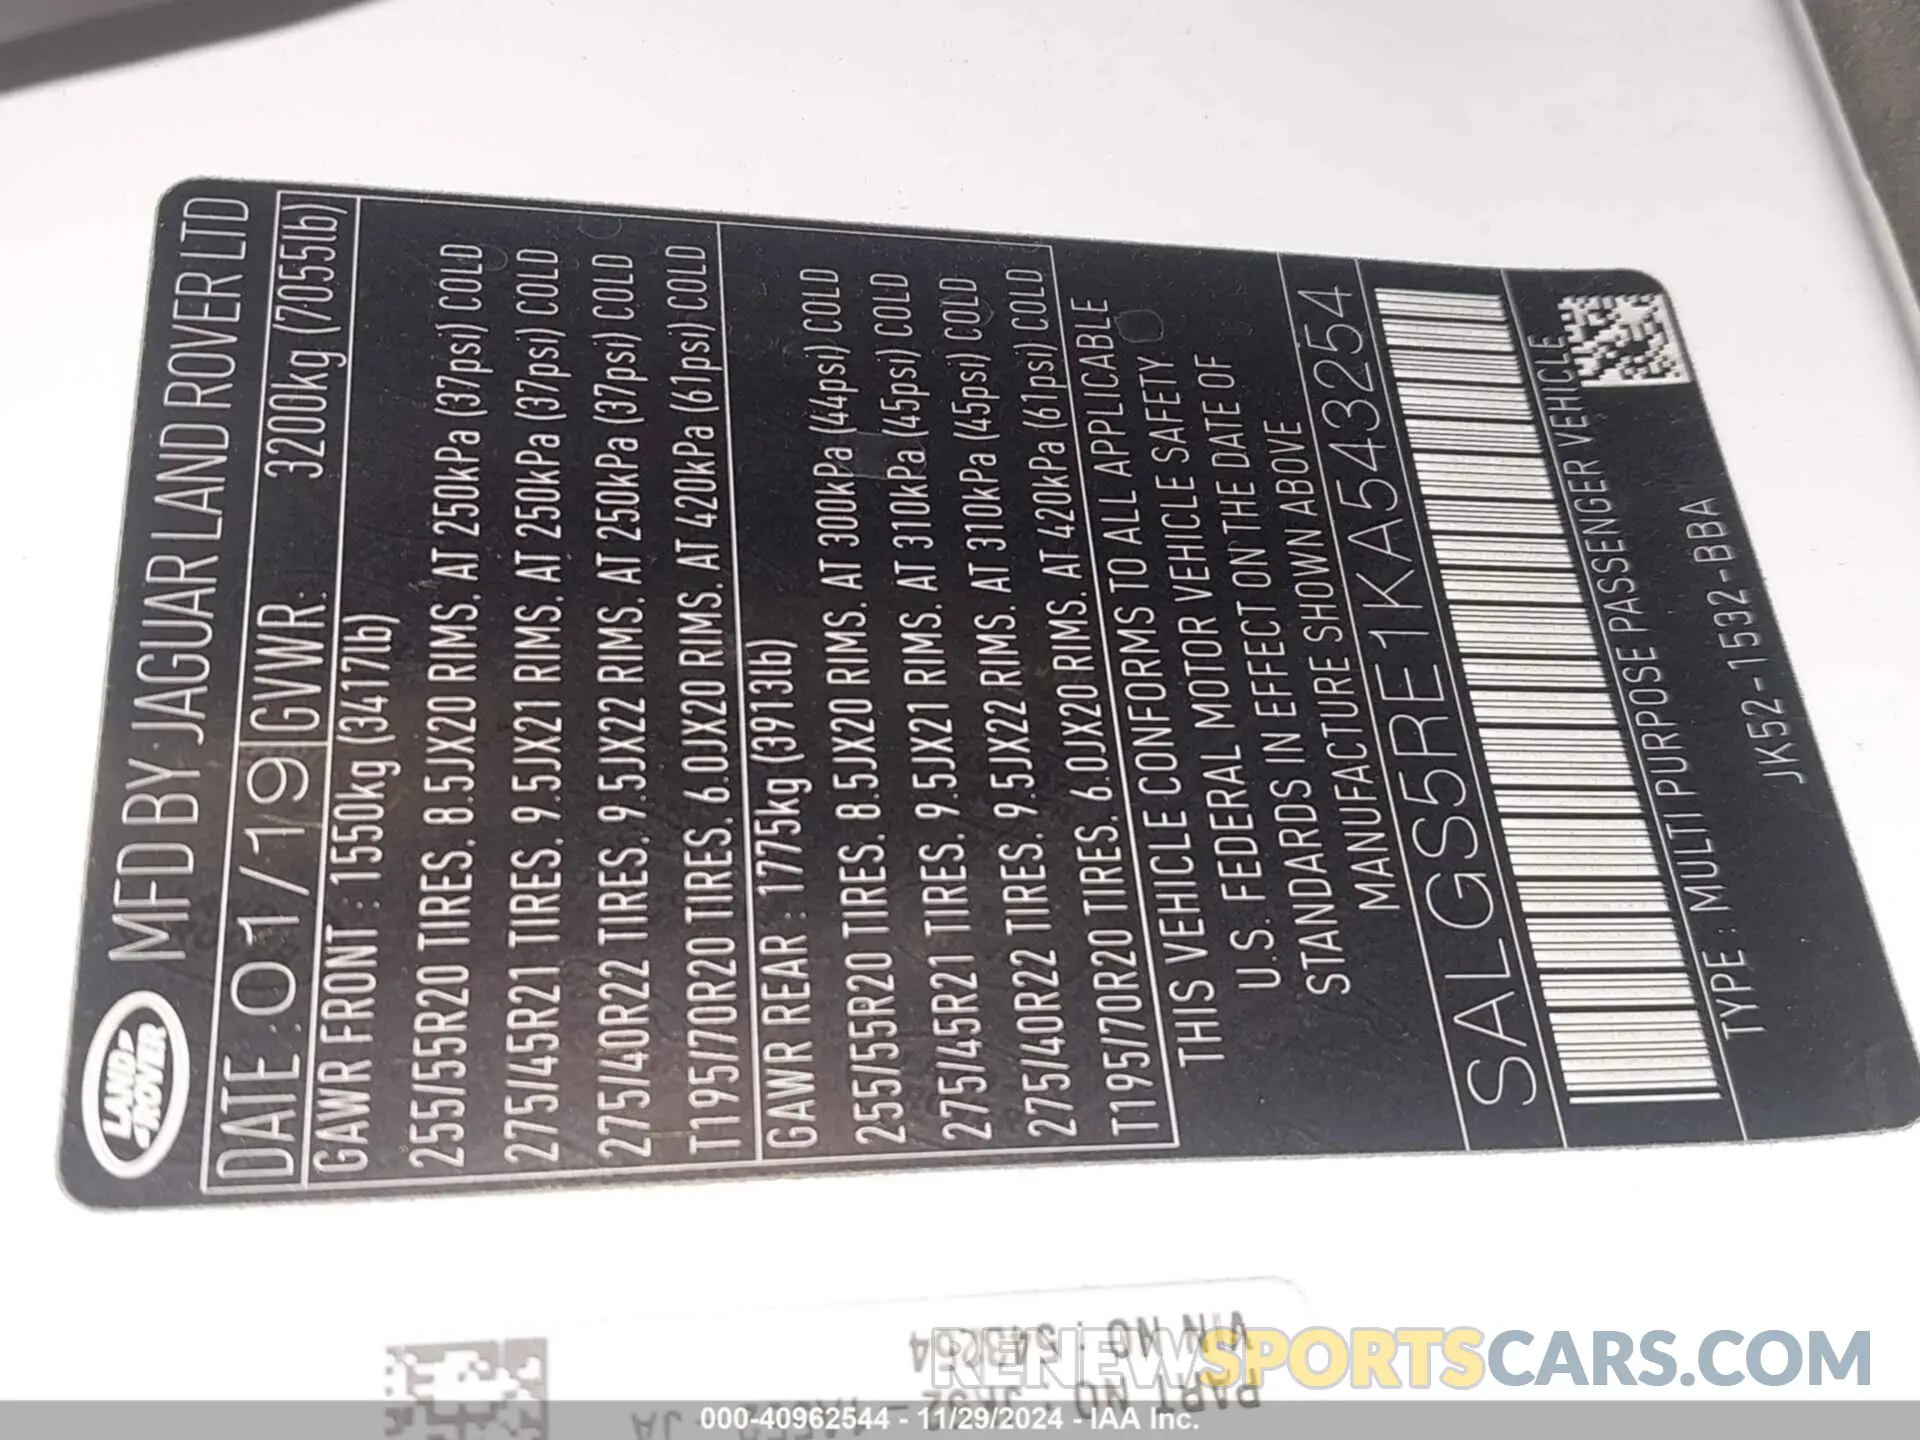 LAND ROVER
MFD BY JAGUAR LAND ROVER LTD
DATE : 01/19 GVWR: 3200kg (7055lb)
GAWR FRONT : 1550kg (3417lb)
255/55R20 TIRES. 8.5JX20 RIMS. AT 250kPa (37psi) COLD
275/45R21 TIRES. 9.5JX21 RIMS. AT 250kPa (37psi) COLD
275/40R22 TIRES. 9.5JX22 RIMS. AT 250kPa (37psi) COLD
T195/70R20 TIRES. 6.0JX20 RIMS. AT 420kPa (61psi) COLD
GAWR REAR : 1775kg (3913lb)
255/55R20 TIRES. 8.5JX20 RIMS. AT 300kPa (44psi) COLD
275/45R21 TIRES. 9.5JX21 RIMS. AT 310kPa (45psi) COLD
275/40R22 TIRES. 9.5JX22 RIMS. AT 310kPa (45psi) COLD
T195/70R20 TIRES. 6.0JX20 RIMS. AT 420kPa (61psi) COLD
THIS VEHICLE CONFORMS TO ALL APPLICABLE
U.S. FEDERAL MOTOR VEHICLE SAFETY
STANDARDS IN EFFECT ON THE DATE OF
MANUFACTURE SHOWN ABOVE
SALGS5RE1KA543254
TYPE : MULTI PURPOSE PASSENGER VEHICLE
JK52-1532-BBA
VIN NO :
PART NO :
RENEWSPORTSCARS.COM
000-40962544 - 11/29/2024 - IAA Inc.